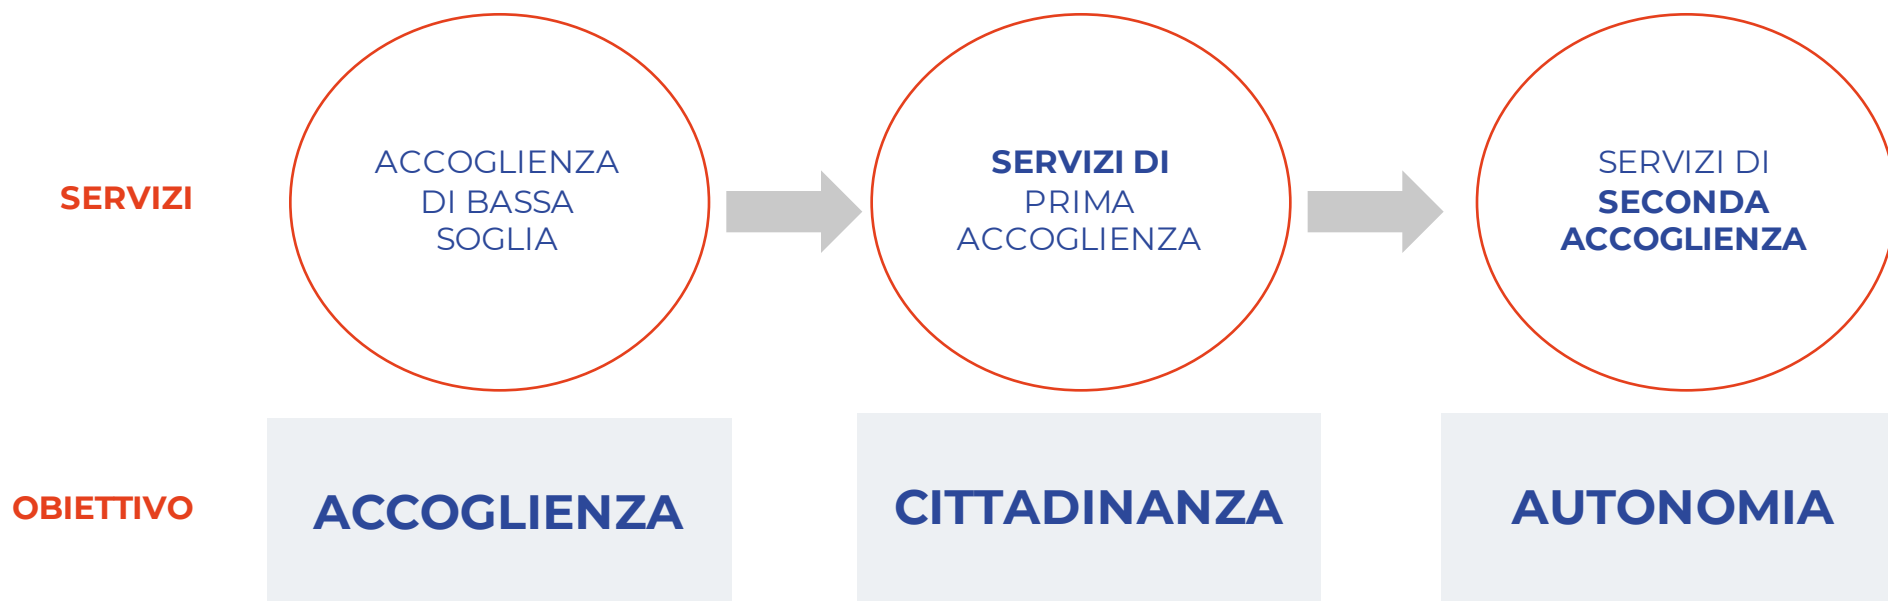 SERVIZI
ACCOGLIENZA
DI BASSA
SOGLIA
SERVIZI DI
PRIMA
ACCOGLIENZA
SERVIZI DI
SECONDA
ACCOGLIENZA
OBIETTIVO
ACCOGLIENZA
CITTADINANZA
AUTONOMIA